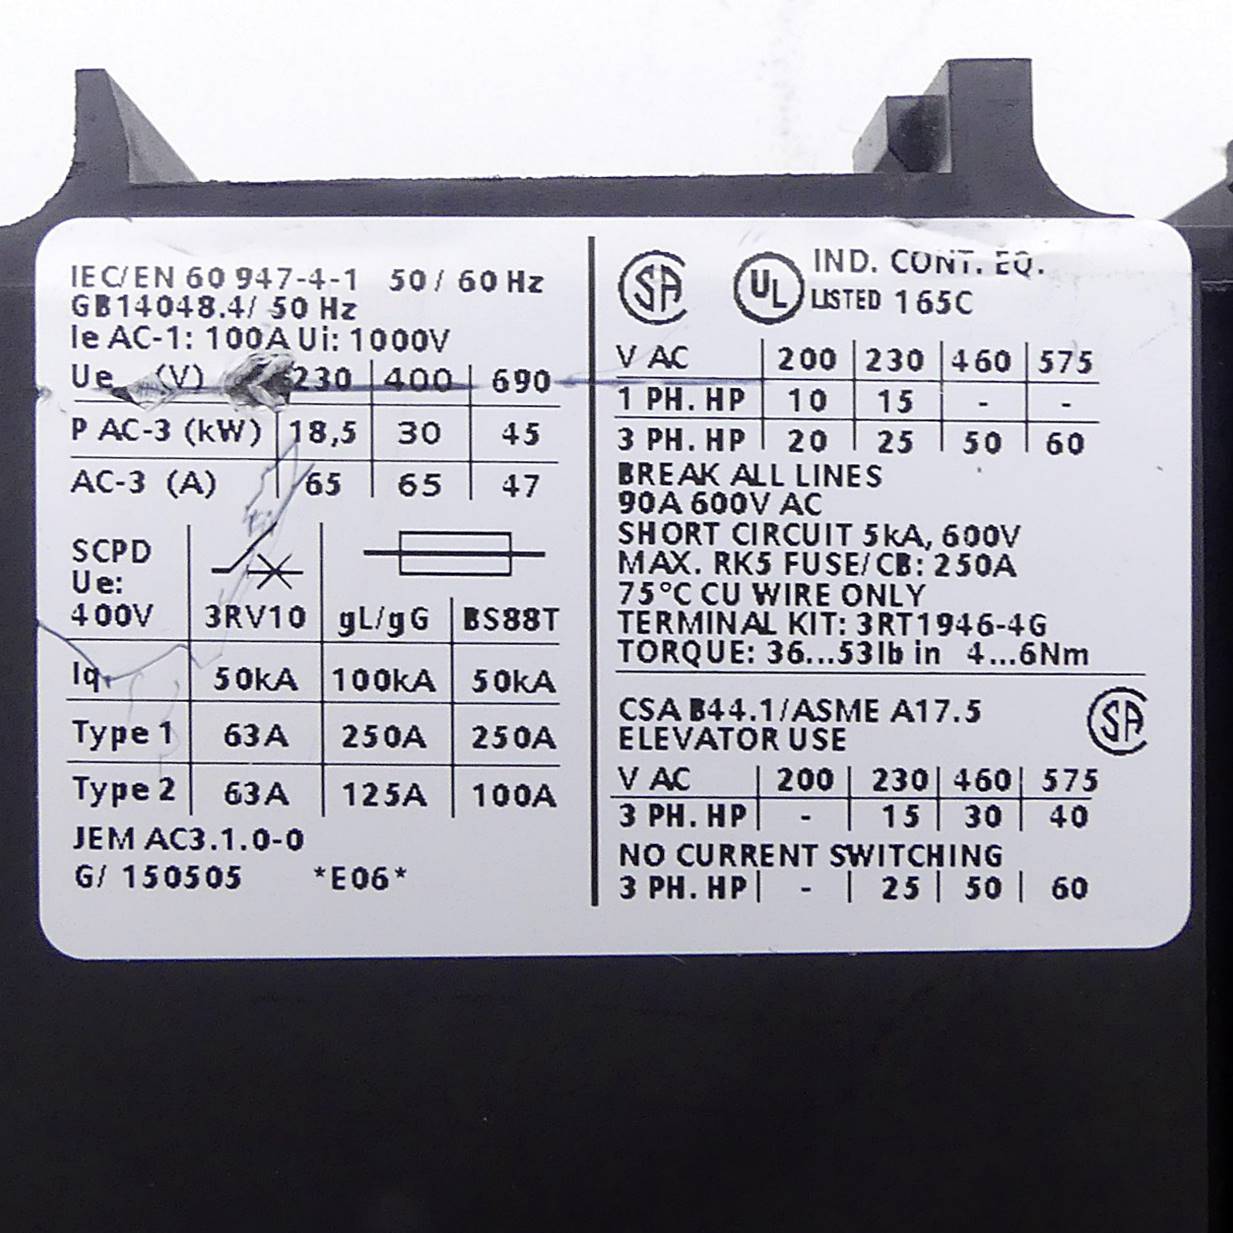 IEC/EN 60 947-4-1 50 / 60 Hz
GB14048.4/ 50 Hz
Ie AC-1: 100A Ui: 1000V
Ue (V) 230 400 690
P AC-3 (kW) 18,5 30 45
AC-3 (A) 65 65 47
SCPD
Ue:
400V 3RV10 gL/gG BS88T
Iq 50kA 100kA 50kA
Type 1 63A 250A 250A
Type 2 63A 125A 100A
JEM AC3.1.0-0
G/ 150505 *E06*
SA UL IND. CONT. EQ.
LISTED 165C
V AC 200 230 460 575
1 PH. HP 10 15 - -
3 PH. HP 20 25 50 60
BREAK ALL LINES
90A 600V AC
SHORT CIRCUIT 5kA, 600V
MAX. RK5 FUSE/CB: 250A
75°C CU WIRE ONLY
TERMINAL KIT: 3RT1946-4G
TORQUE: 36...53lb in 4...6Nm
CSA B44.1/ASME A17.5 SA
ELEVATOR USE
V AC 200 230 460 575
3 PH. HP - 15 30 40
NO CURRENT SWITCHING
3 PH. HP - 25 50 60